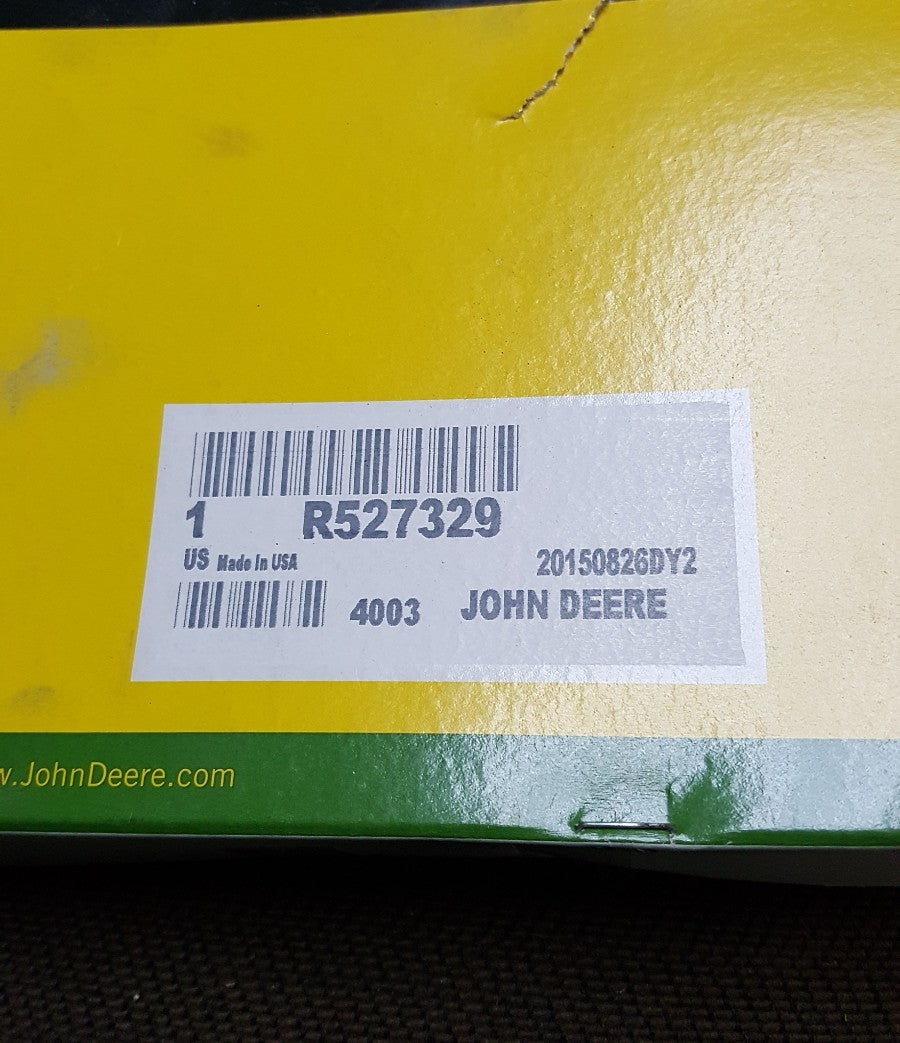 1 R527329
US Made In USA 20150826DY2
4003 JOHN DEERE
w.JohnDeere.com